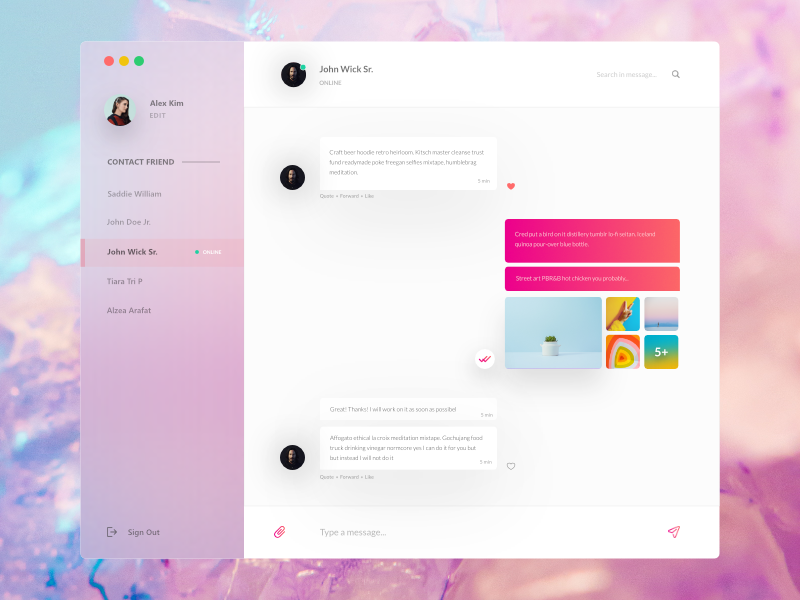 Alex Kim
EDIT
CONTACT FRIEND
Saddie William
John Doe Jr.
John Wick Sr.
ONLINE
Tiara Tri P
Alzea Arafat
Sign Out
John Wick Sr.
ONLINE
Search in message...
Craft beer hoodie retro heirloom. Kitsch master cleanse trust
fund readymade poke freegan selfies mixtape, humblebrag
meditation.
5 min
Quote • Forward • Like
Cred put a bird on it distillery tumblr lo-fi seitan. Iceland
quinoa pour-over blue bottle.
Street art PBR&B hot chicken you probably...
5+
Great! Thanks! I will work on it as soon as possibel
5 min
Affogato ethical la croix meditation mixtape. Gochujang food
truck drinking vinegar normcore yes I can do it for you but
but instead I will not do it
5 min
Quote • Forward • Like
Type a message...